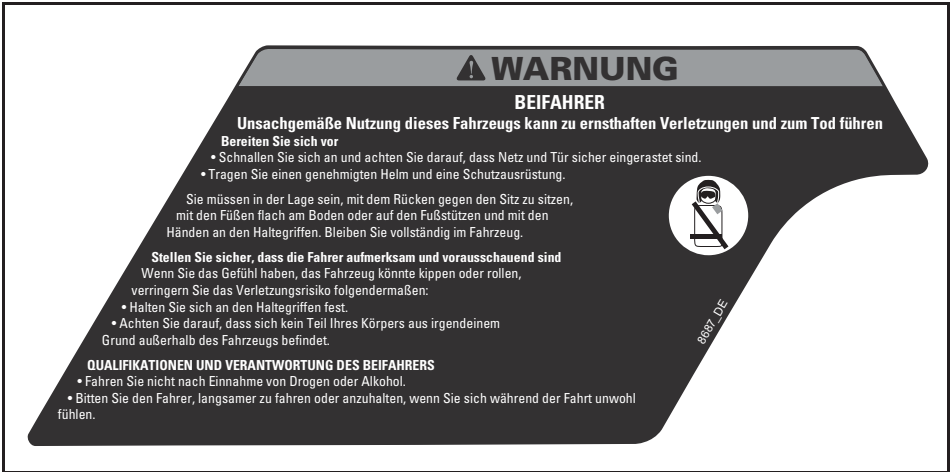 WARNUNG
BEIFAHRER
Unsachgemäße Nutzung dieses Fahrzeugs kann zu ernsthaften Verletzungen und zum Tod führen
Bereiten Sie sich vor
• Schnallen Sie sich an und achten Sie darauf, dass Netz und Tür sicher eingerastet sind.
• Tragen Sie einen genehmigten Helm und eine Schutzausrüstung.
Sie müssen in der Lage sein, mit dem Rücken gegen den Sitz zu sitzen,
mit den Füßen flach am Boden oder auf den Fußstützen und mit den
Händen an den Haltegriffen. Bleiben Sie vollständig im Fahrzeug.
Stellen Sie sicher, dass die Fahrer aufmerksam und vorausschauend sind
Wenn Sie das Gefühl haben, das Fahrzeug könnte kippen oder rollen,
verringern Sie das Verletzungsrisiko folgendermaßen:
• Halten Sie sich an den Haltegriffen fest.
• Achten Sie darauf, dass sich kein Teil Ihres Körpers aus irgendeinem
Grund außerhalb des Fahrzeugs befindet.
QUALIFIKATIONEN UND VERANTWORTUNG DES BEIFAHRERS
• Fahren Sie nicht nach Einnahme von Drogen oder Alkohol.
• Bitten Sie den Fahrer, langsamer zu fahren oder anzuhalten, wenn Sie sich während der Fahrt unwohl
fühlen.
8687_DE